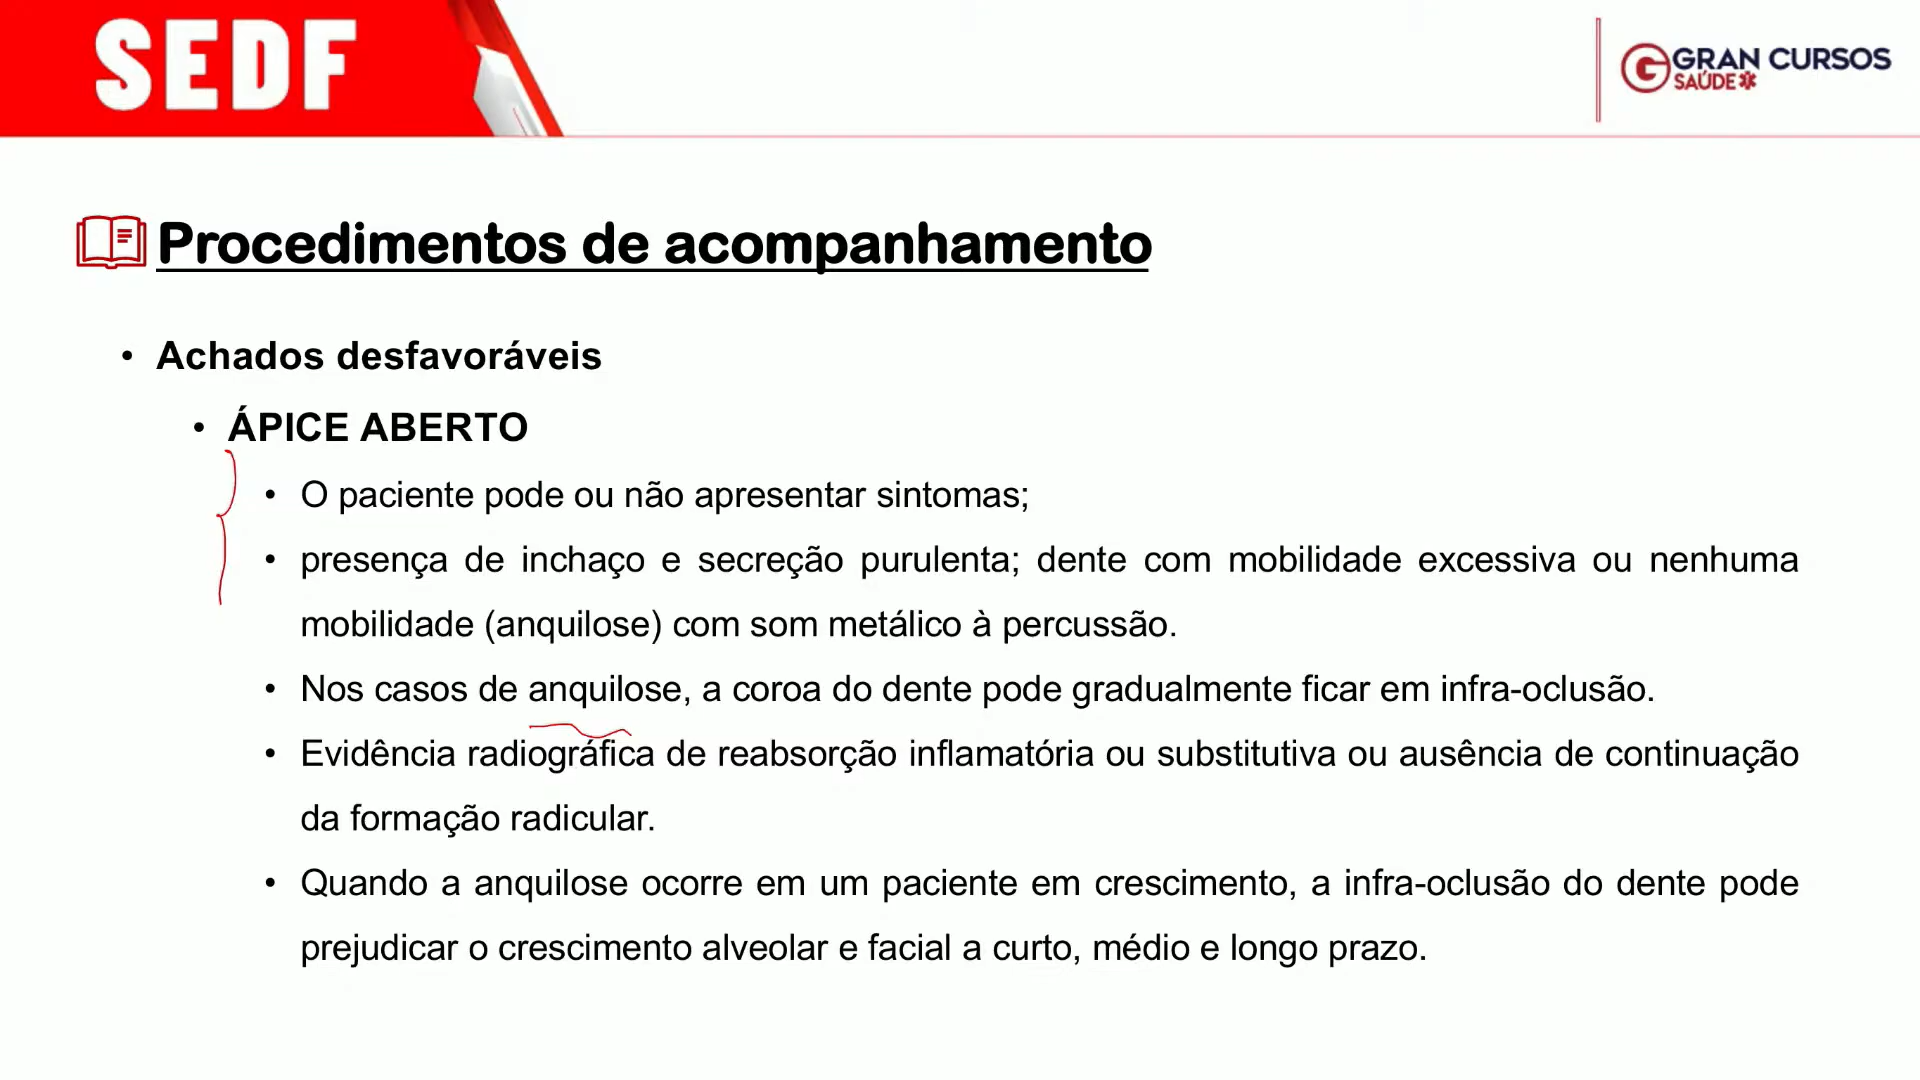 SEDF
GRAN CURSOS
SAÚDE
Procedimentos de acompanhamento
• Achados desfavoráveis
• ÁPICE ABERTO
• O paciente pode ou não apresentar sintomas;
• presença de inchaço e secreção purulenta; dente com mobilidade excessiva ou nenhuma
mobilidade (anquilose) com som metálico à percussão.
• Nos casos de anquilose, a coroa do dente pode gradualmente ficar em infra-oclusão.
• Evidência radiográfica de reabsorção inflamatória ou substitutiva ou ausência de continuação
da formação radicular.
• Quando a anquilose ocorre em um paciente em crescimento, a infra-oclusão do dente pode
prejudicar o crescimento alveolar e facial a curto, médio e longo prazo.